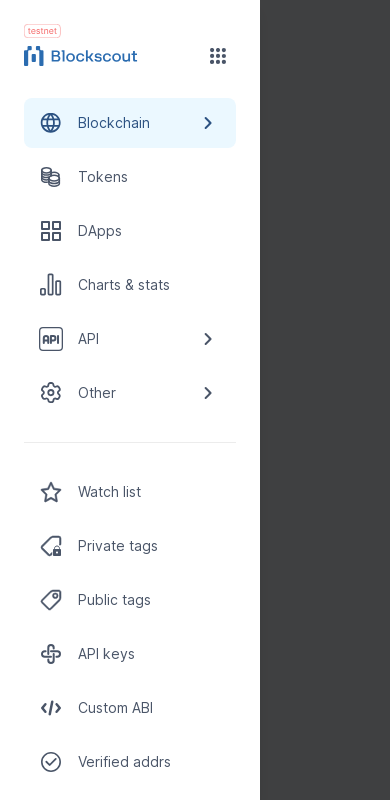 testnet
Blockscout
Blockchain
Tokens
DApps
Charts & stats
API
API
Other
Watch list
Private tags
Public tags
API keys
Custom ABI
Verified addrs